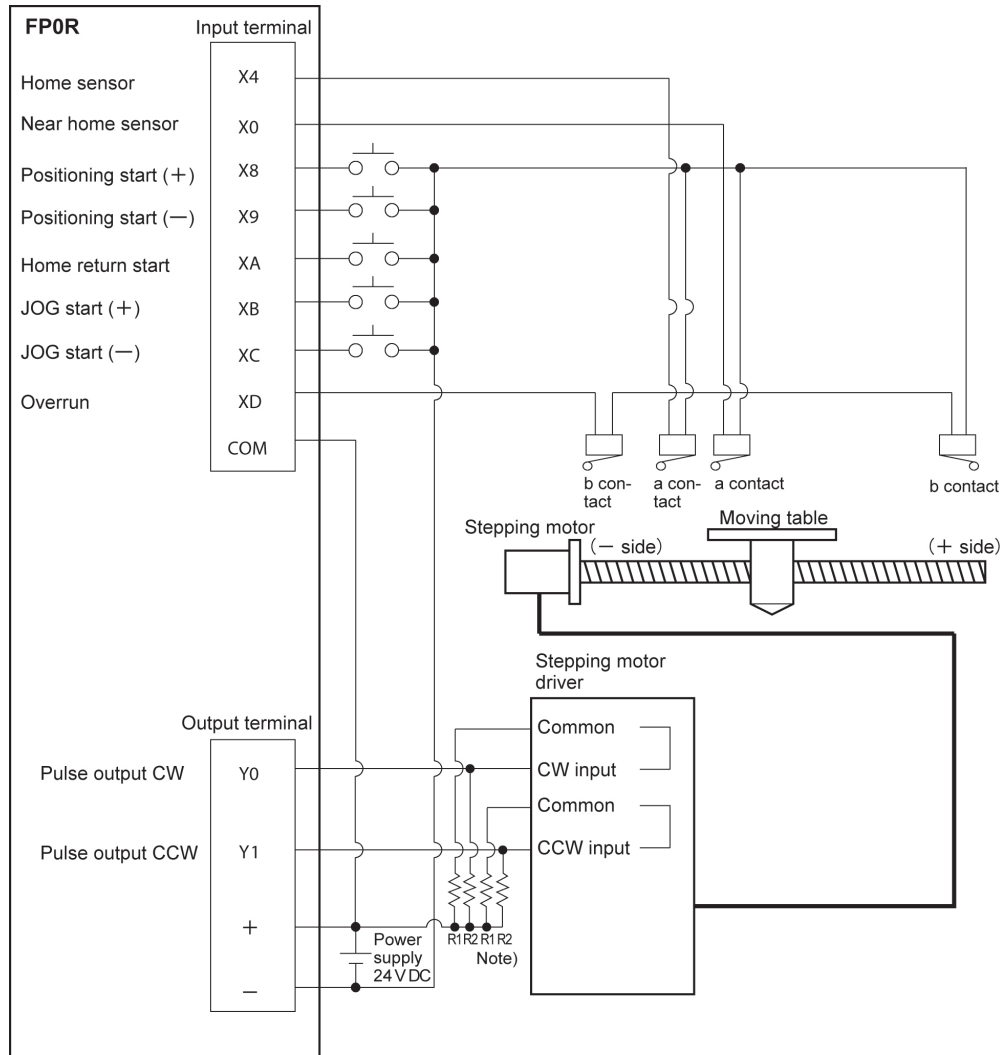 FP0R
Input terminal
Home sensor
X4
Near home sensor
X0
Positioning start (+)
X8
Positioning start (—)
X9
Home return start
XA
JOG start (+)
XB
JOG start (—)
XC
Overrun
XD
COM
b con-
tact
a con-
tact
a contact
b contact
Stepping motor
Moving table
(— side)
(+ side)
Stepping motor
driver
Output terminal
Common
Pulse output CW
Y0
CW input
Common
Pulse output CCW
Y1
CCW input
+
Power
supply
24 V DC
R1 R2 R1 R2
Note)
—